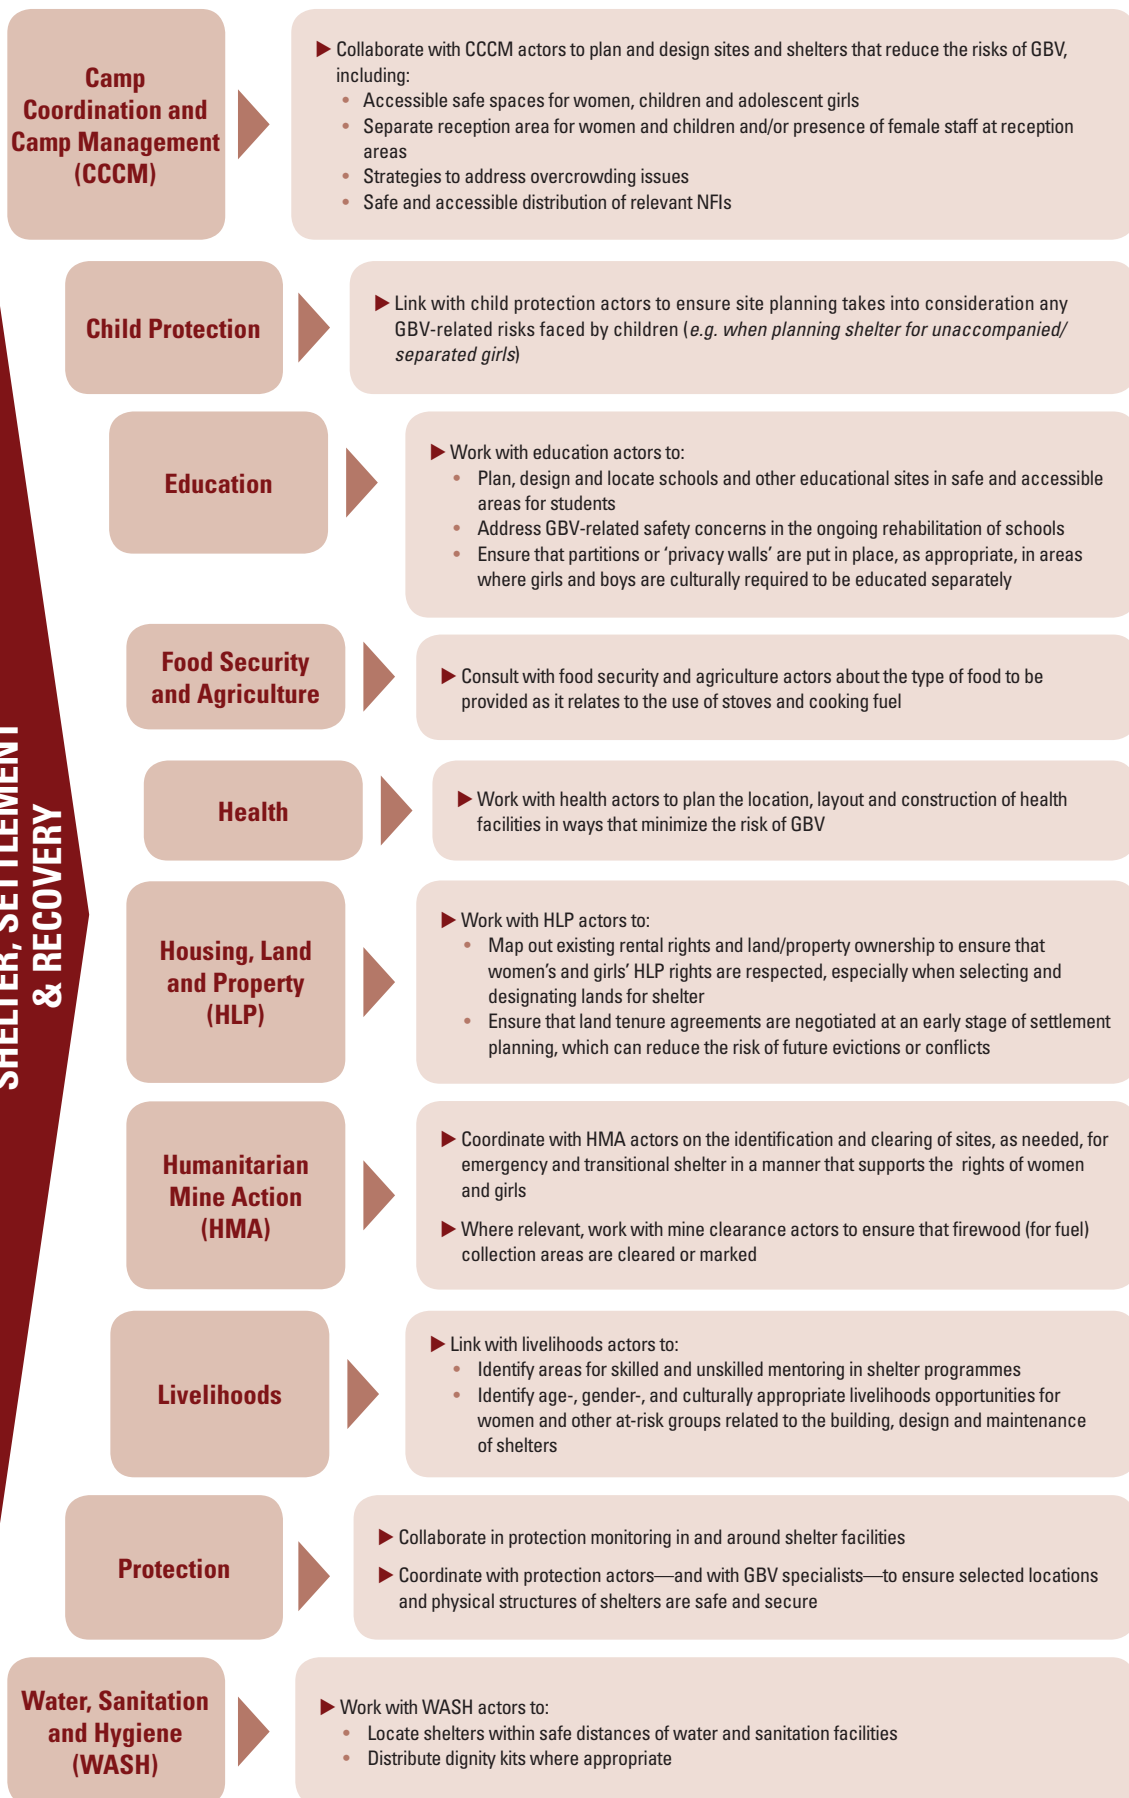 Camp
Coordination and
Camp Management
(CCCM)
▶ Collaborate with CCCM actors to plan and design sites and shelters that reduce the risks of GBV,
including:
• Accessible safe spaces for women, children and adolescent girls
• Separate reception area for women and children and/or presence of female staff at reception
areas
• Strategies to address overcrowding issues
• Safe and accessible distribution of relevant NFIs
Child Protection
▶ Link with child protection actors to ensure site planning takes into consideration any
GBV-related risks faced by children (e.g. when planning shelter for unaccompanied/
separated girls)
Education
▶ Work with education actors to:
• Plan, design and locate schools and other educational sites in safe and accessible
areas for students
• Address GBV-related safety concerns in the ongoing rehabilitation of schools
• Ensure that partitions or ‘privacy walls’ are put in place, as appropriate, in areas
where girls and boys are culturally required to be educated separately
Food Security
and Agriculture
▶ Consult with food security and agriculture actors about the type of food to be
provided as it relates to the use of stoves and cooking fuel
SHELTER, SETTLEMENT
& RECOVERY
Health
▶ Work with health actors to plan the location, layout and construction of health
facilities in ways that minimize the risk of GBV
Housing, Land
and Property
(HLP)
▶ Work with HLP actors to:
• Map out existing rental rights and land/property ownership to ensure that
women’s and girls’ HLP rights are respected, especially when selecting and
designating lands for shelter
• Ensure that land tenure agreements are negotiated at an early stage of settlement
planning, which can reduce the risk of future evictions or conflicts
Humanitarian
Mine Action
(HMA)
▶ Coordinate with HMA actors on the identification and clearing of sites, as needed, for
emergency and transitional shelter in a manner that supports the rights of women
and girls
▶ Where relevant, work with mine clearance actors to ensure that firewood (for fuel)
collection areas are cleared or marked
Livelihoods
▶ Link with livelihoods actors to:
• Identify areas for skilled and unskilled mentoring in shelter programmes
• Identify age-, gender-, and culturally appropriate livelihoods opportunities for
women and other at-risk groups related to the building, design and maintenance
of shelters
Protection
▶ Collaborate in protection monitoring in and around shelter facilities
▶ Coordinate with protection actors—and with GBV specialists—to ensure selected locations
and physical structures of shelters are safe and secure
Water, Sanitation
and Hygiene
(WASH)
▶ Work with WASH actors to:
• Locate shelters within safe distances of water and sanitation facilities
• Distribute dignity kits where appropriate